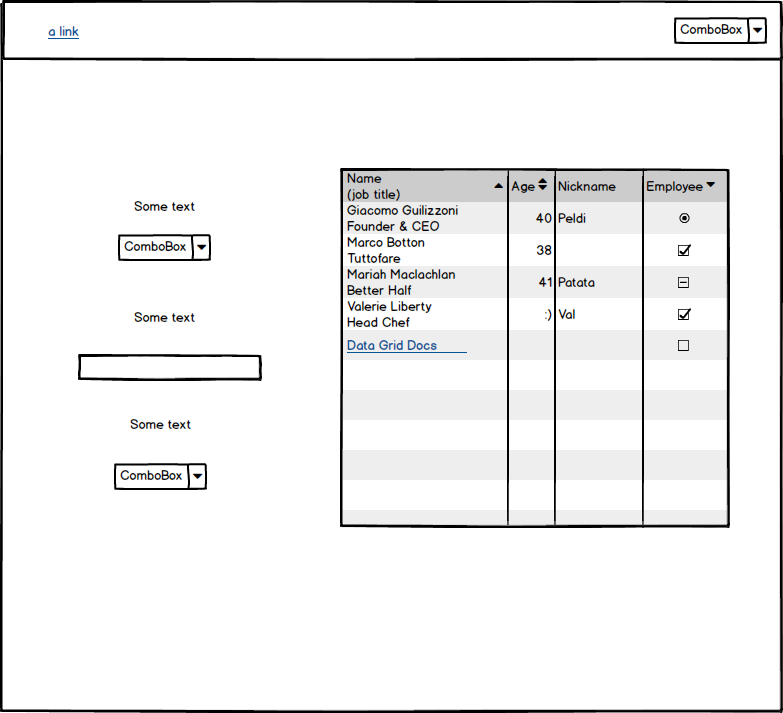 a link
ComboBox
Some text
ComboBox
Some text
Some text
ComboBox
Name
(job title)
Age
Nickname
Employee
Giacomo Guilizzoni
Founder & CEO
40
Peldi
Marco Botton
Tuttofare
38
Mariah Maclachlan
Better Half
41
Patata
Valerie Liberty
Head Chef
:)
Val
Data Grid Docs